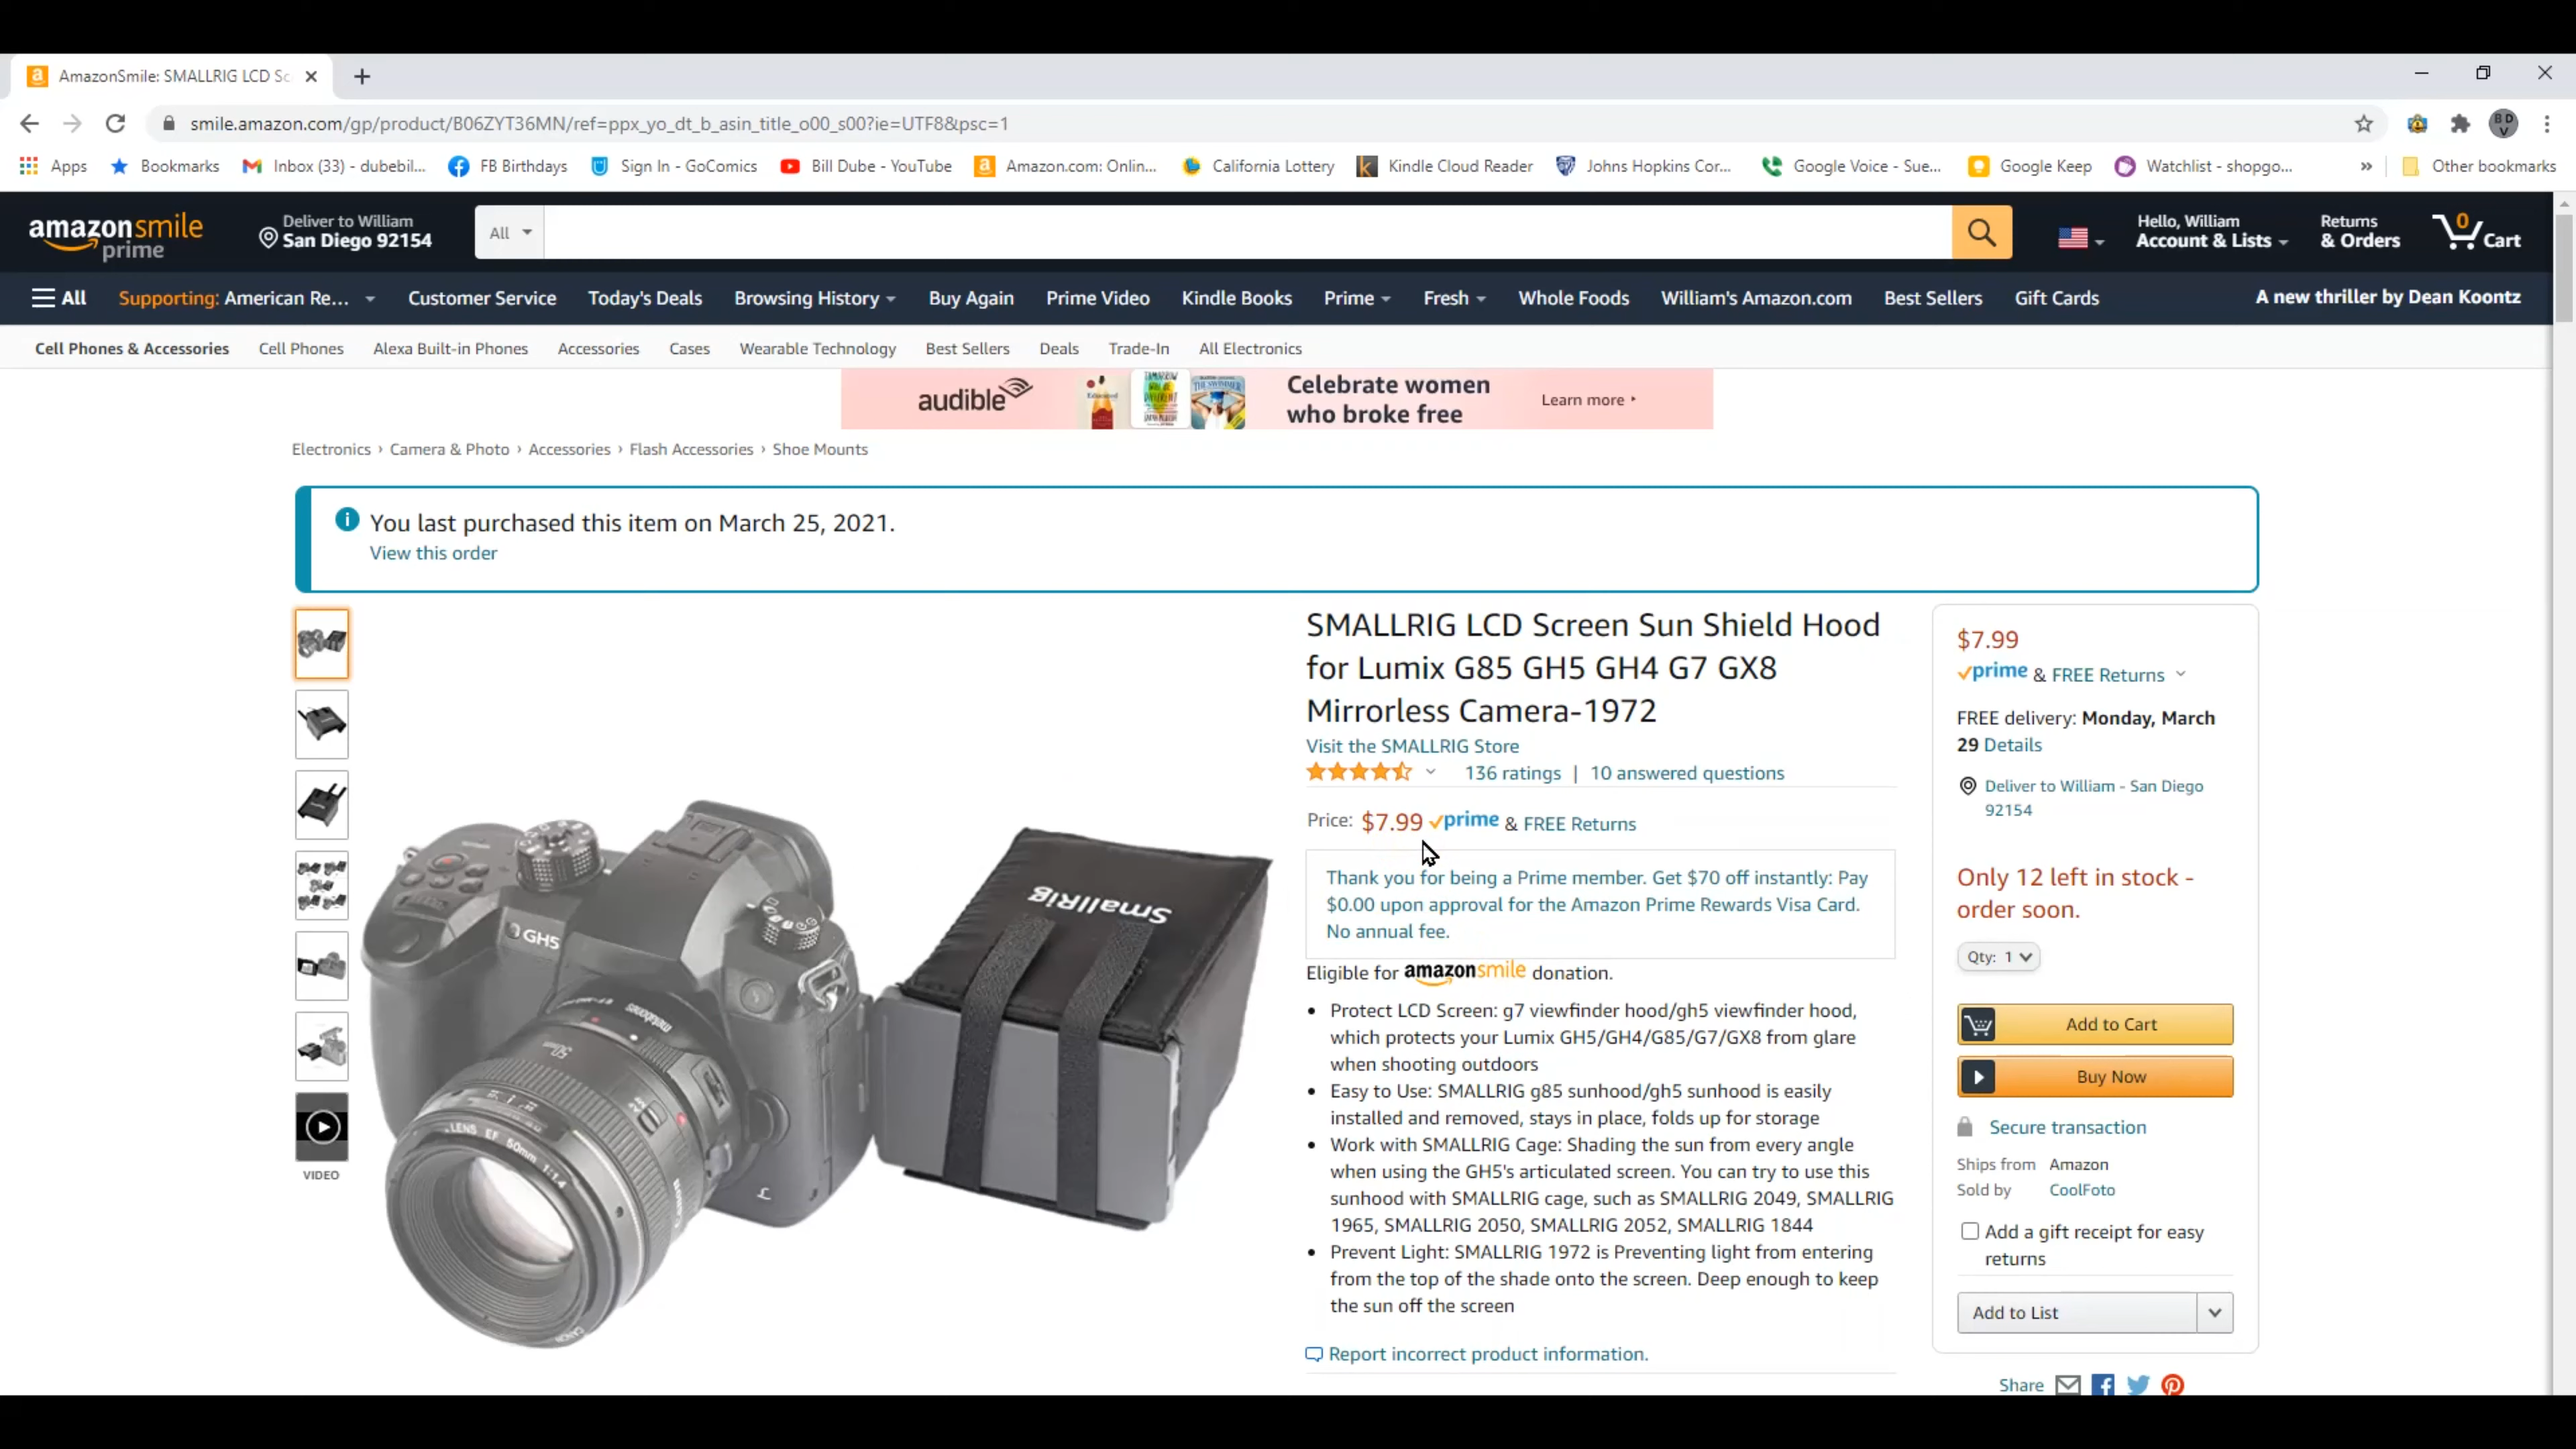 AmazonSmile: SMALLRIG LCD Sc
smile.amazon.com/gp/product/B06ZYT36MN/ref=ppx_yo_dt_b_asin_title_o00_s00?ie=UTF8&psc=1
Apps Bookmarks Inbox (33) - dubebil... FB Birthdays Sign In - GoComics Bill Dube - YouTube Amazon.com: Onlin... California Lottery Kindle Cloud Reader Johns Hopkins Cor... Google Voice - Sue... Google Keep Watchlist - shopgo... » Other bookmarks
amazonsmile
prime
Deliver to William
San Diego 92154
All
Hello, William
Account & Lists
Returns
& Orders
0
Cart
All Supporting: American Re... Customer Service Today's Deals Browsing History Buy Again Prime Video Kindle Books Prime Fresh Whole Foods William's Amazon.com Best Sellers Gift Cards A new thriller by Dean Koontz
Cell Phones & Accessories Cell Phones Alexa Built-in Phones Accessories Cases Wearable Technology Best Sellers Deals Trade-In All Electronics
audible
Celebrate women
who broke free
Learn more
Electronics › Camera & Photo › Accessories › Flash Accessories › Shoe Mounts
You last purchased this item on March 25, 2021.
View this order
VIDEO
GH5
SmallRig
metabones
LENS EF 50mm 1:1.4
SMALLRIG LCD Screen Sun Shield Hood
for Lumix G85 GH5 GH4 G7 GX8
Mirrorless Camera-1972
Visit the SMALLRIG Store
136 ratings | 10 answered questions
Price: $7.99 prime & FREE Returns
Thank you for being a Prime member. Get $70 off instantly: Pay
$0.00 upon approval for the Amazon Prime Rewards Visa Card.
No annual fee.
Eligible for amazonsmile donation.
• Protect LCD Screen: g7 viewfinder hood/gh5 viewfinder hood,
which protects your Lumix GH5/GH4/G85/G7/GX8 from glare
when shooting outdoors
• Easy to Use: SMALLRIG g85 sunhood/gh5 sunhood is easily
installed and removed, stays in place, folds up for storage
• Work with SMALLRIG Cage: Shading the sun from every angle
when using the GH5's articulated screen. You can try to use this
sunhood with SMALLRIG cage, such as SMALLRIG 2049, SMALLRIG
1965, SMALLRIG 2050, SMALLRIG 2052, SMALLRIG 1844
• Prevent Light: SMALLRIG 1972 is Preventing light from entering
from the top of the shade onto the screen. Deep enough to keep
the sun off the screen
Report incorrect product information.
$7.99
prime & FREE Returns
FREE delivery: Monday, March
29 Details
Deliver to William - San Diego
92154
Only 12 left in stock -
order soon.
Qty: 1
Add to Cart
Buy Now
Secure transaction
Ships from Amazon
Sold by CoolFoto
Add a gift receipt for easy
returns
Add to List
Share